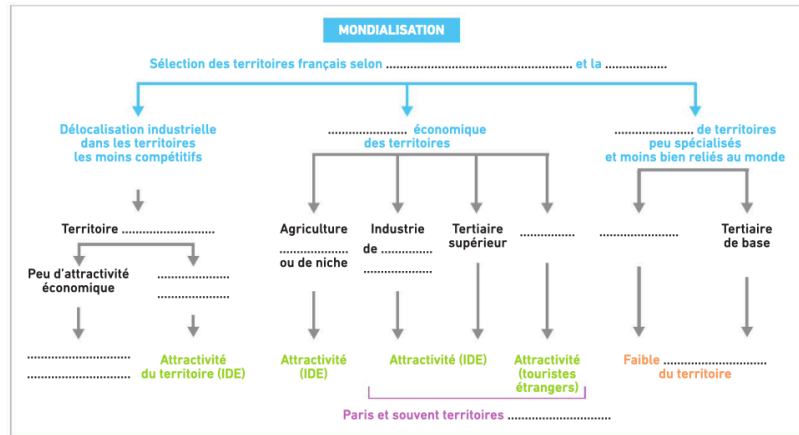 MONDIALISATION
Sélection des territoires français selon ........................................................ et la ..................
Délocalisation industrielle
dans les territoires
les moins compétitifs
....................... économique
des territoires
....................... de territoires
peu spécialisés
et moins bien reliés au monde
Territoire ...........................
Agriculture
.......................
ou de niche
Industrie
de ..............
.....................
Tertiaire
supérieur
.......................
.......................
Tertiaire
de base
Peu d'attractivité
économique
.....................
.....................
................................
................................
Attractivité
du territoire (IDE)
Attractivité
(IDE)
Attractivité (IDE)
Attractivité
(touristes
étrangers)
Faible ..............................
du territoire
Paris et souvent territoires .............................